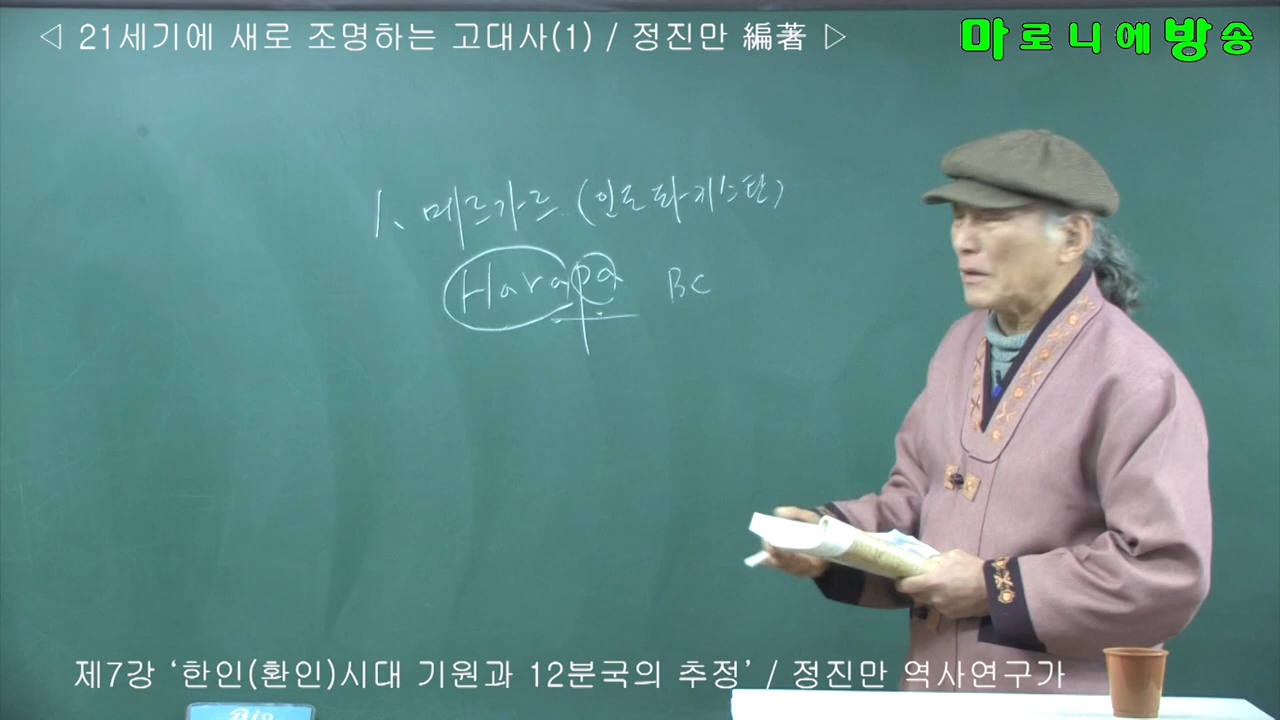 < 21세기에 새로 조명하는 고대사(1) / 정진만 編著 ▷
마로니에방송
1、메르가르..(인도파키스탄)
Harapa BC
제7강 ‘한인(환인)시대 기원과 12분국의 추정’ / 정진만 역사연구가
Bio